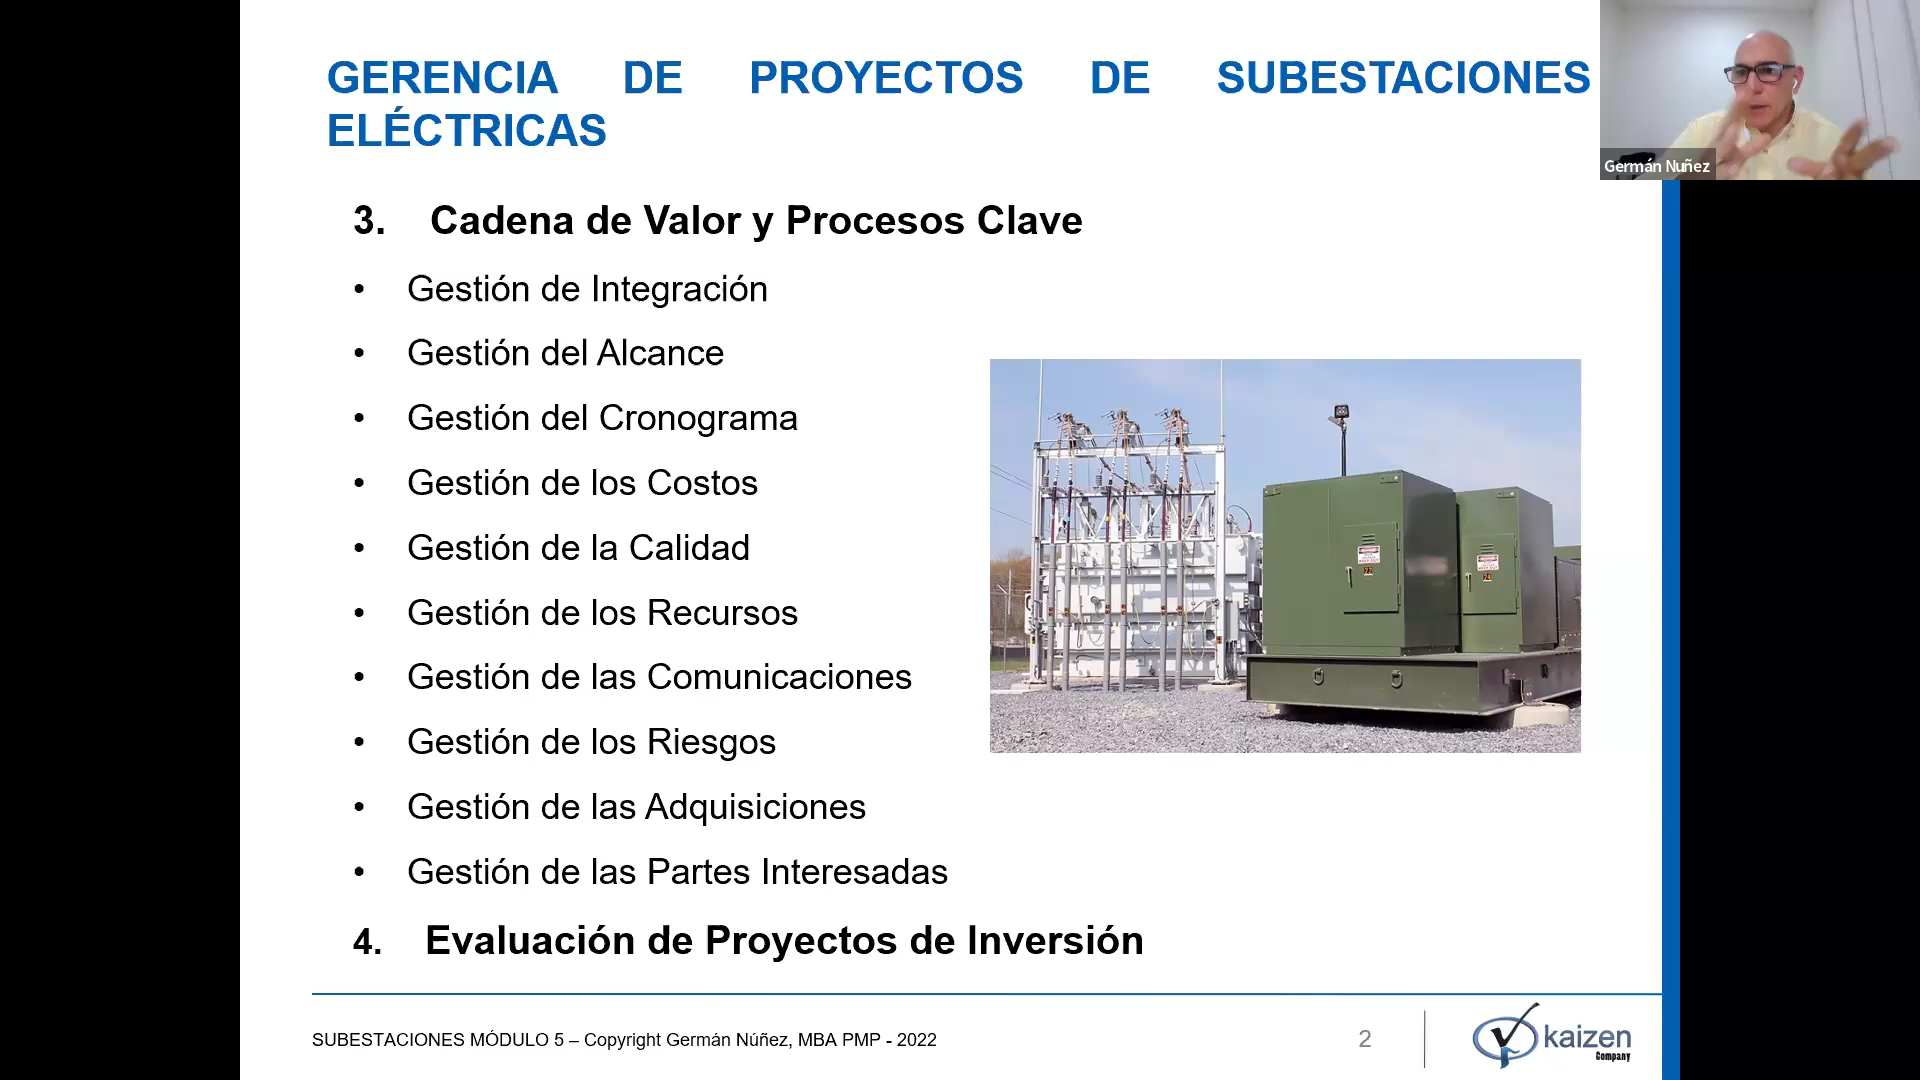 GERENCIA DE PROYECTOS DE SUBESTACIONES
ELÉCTRICAS
Germán Nuñez
3. Cadena de Valor y Procesos Clave
• Gestión de Integración
• Gestión del Alcance
• Gestión del Cronograma
• Gestión de los Costos
• Gestión de la Calidad
• Gestión de los Recursos
• Gestión de las Comunicaciones
• Gestión de los Riesgos
• Gestión de las Adquisiciones
• Gestión de las Partes Interesadas
4. Evaluación de Proyectos de Inversión
SUBESTACIONES MÓDULO 5 – Copyright Germán Núñez, MBA PMP - 2022
2
kaizen
Company